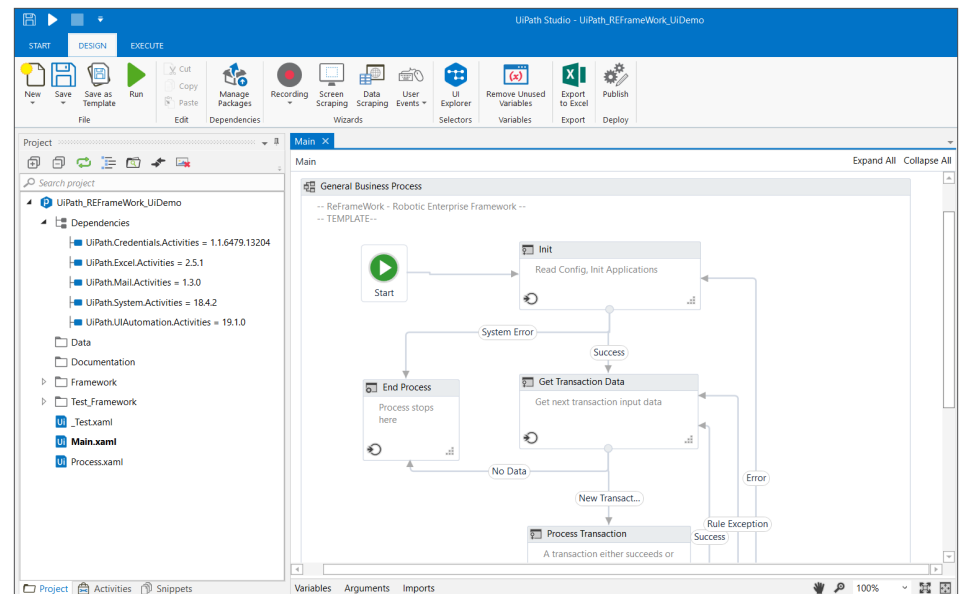 UiPath Studio - UiPath_REFrameWork_UiDemo
START DESIGN EXECUTE
New Save Save as Template Run
Cut
Copy
Paste
Manage Packages
Recording Screen Scraping Data Scraping User Events
UI Explorer
Remove Unused Variables
Export to Excel
Publish
File Edit Dependencies Wizards Selectors Variables Export Deploy
Project
Search project
UiPath_REFrameWork_UiDemo
Dependencies
UiPath.Credentials.Activities = 1.1.6479.13204
UiPath.Excel.Activities = 2.5.1
UiPath.Mail.Activities = 1.3.0
UiPath.System.Activities = 18.4.2
UiPath.UIAutomation.Activities = 19.1.0
Data
Documentation
Framework
Test_Framework
_Test.xaml
Main.xaml
Process.xaml
Project Activities Snippets
Main
Main Expand All Collapse All
General Business Process
-- ReFrameWork - Robotic Enterprise Framework --
-- TEMPLATE--
Start
Init
Read Config, Init Applications
System Error
Success
End Process
Process stops
here
Get Transaction Data
Get next transaction input data
No Data
Error
New Transact...
Rule Exception
Success
Process Transaction
A transaction either succeeds or
Variables Arguments Imports 100%